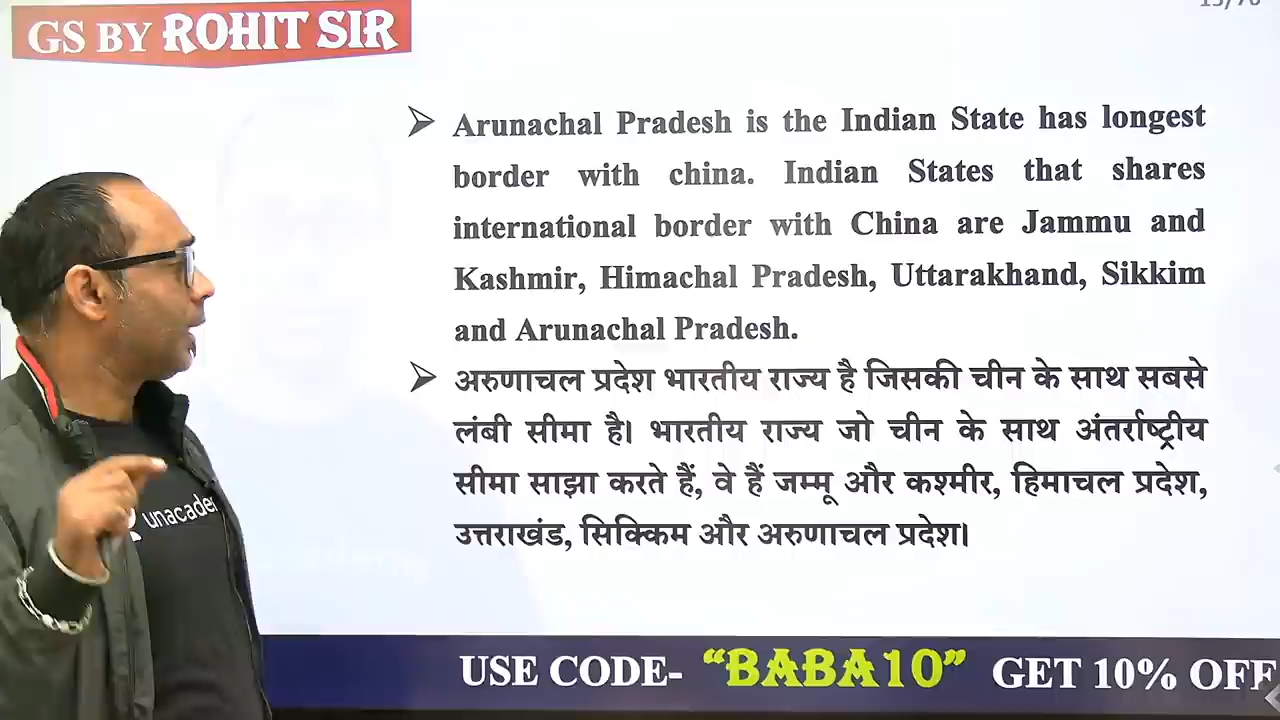 GS BY ROHIT SIR
Arunachal Pradesh is the Indian State has longest
border with china. Indian States that shares
international border with China are Jammu and
Kashmir, Himachal Pradesh, Uttarakhand, Sikkim
and Arunachal Pradesh.
अरुणाचल प्रदेश भारतीय राज्य है जिसकी चीन के साथ सबसे
लंबी सीमा है। भारतीय राज्य जो चीन के साथ अंतर्राष्ट्रीय
सीमा साझा करते हैं, वे हैं जम्मू और कश्मीर, हिमाचल प्रदेश,
उत्तराखंड, सिक्किम और अरुणाचल प्रदेश।
unacade
USE CODE- “BABA10” GET 10% OFF